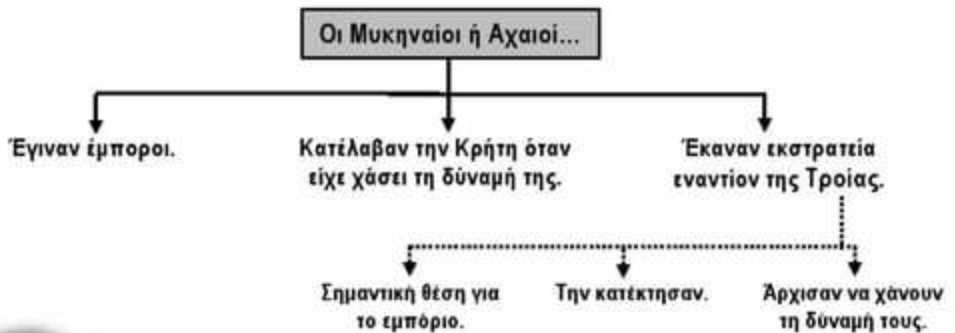 Οι Μυκηναίοι ή Αχαιοί...
Έγιναν έμποροι.
Κατέλαβαν την Κρήτη όταν
είχε χάσει τη δύναμή της.
Έκαναν εκστρατεία
εναντίον της Τροίας.
Σημαντική θέση για
το εμπόριο.
Την κατέκτησαν.
Άρχισαν να χάνουν
τη δύναμή τους.